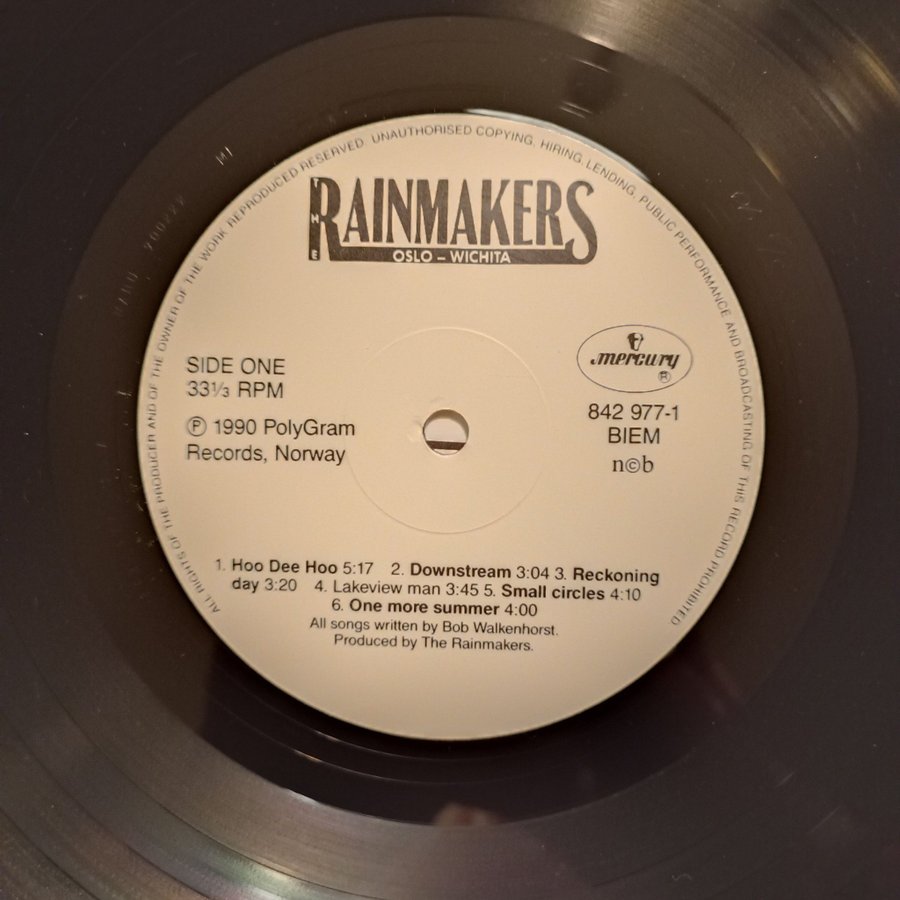 THE RAINMAKERS
OSLO – WICHITA
SIDE ONE
33⅓ RPM
℗ 1990 PolyGram
Records, Norway
mercury
®
842 977-1
BIEM
n©b
1. Hoo Dee Hoo 5:17 2. Downstream 3:04 3. Reckoning
day 3:20 4. Lakeview man 3:45 5. Small circles 4:10
6. One more summer 4:00
All songs written by Bob Walkenhorst.
Produced by The Rainmakers.
ALL RIGHTS OF THE PRODUCER AND OF THE OWNER OF THE WORK REPRODUCED RESERVED. UNAUTHORISED COPYING, HIRING, LENDING, PUBLIC PERFORMANCE AND BROADCASTING OF THIS RECORD PROHIBITED